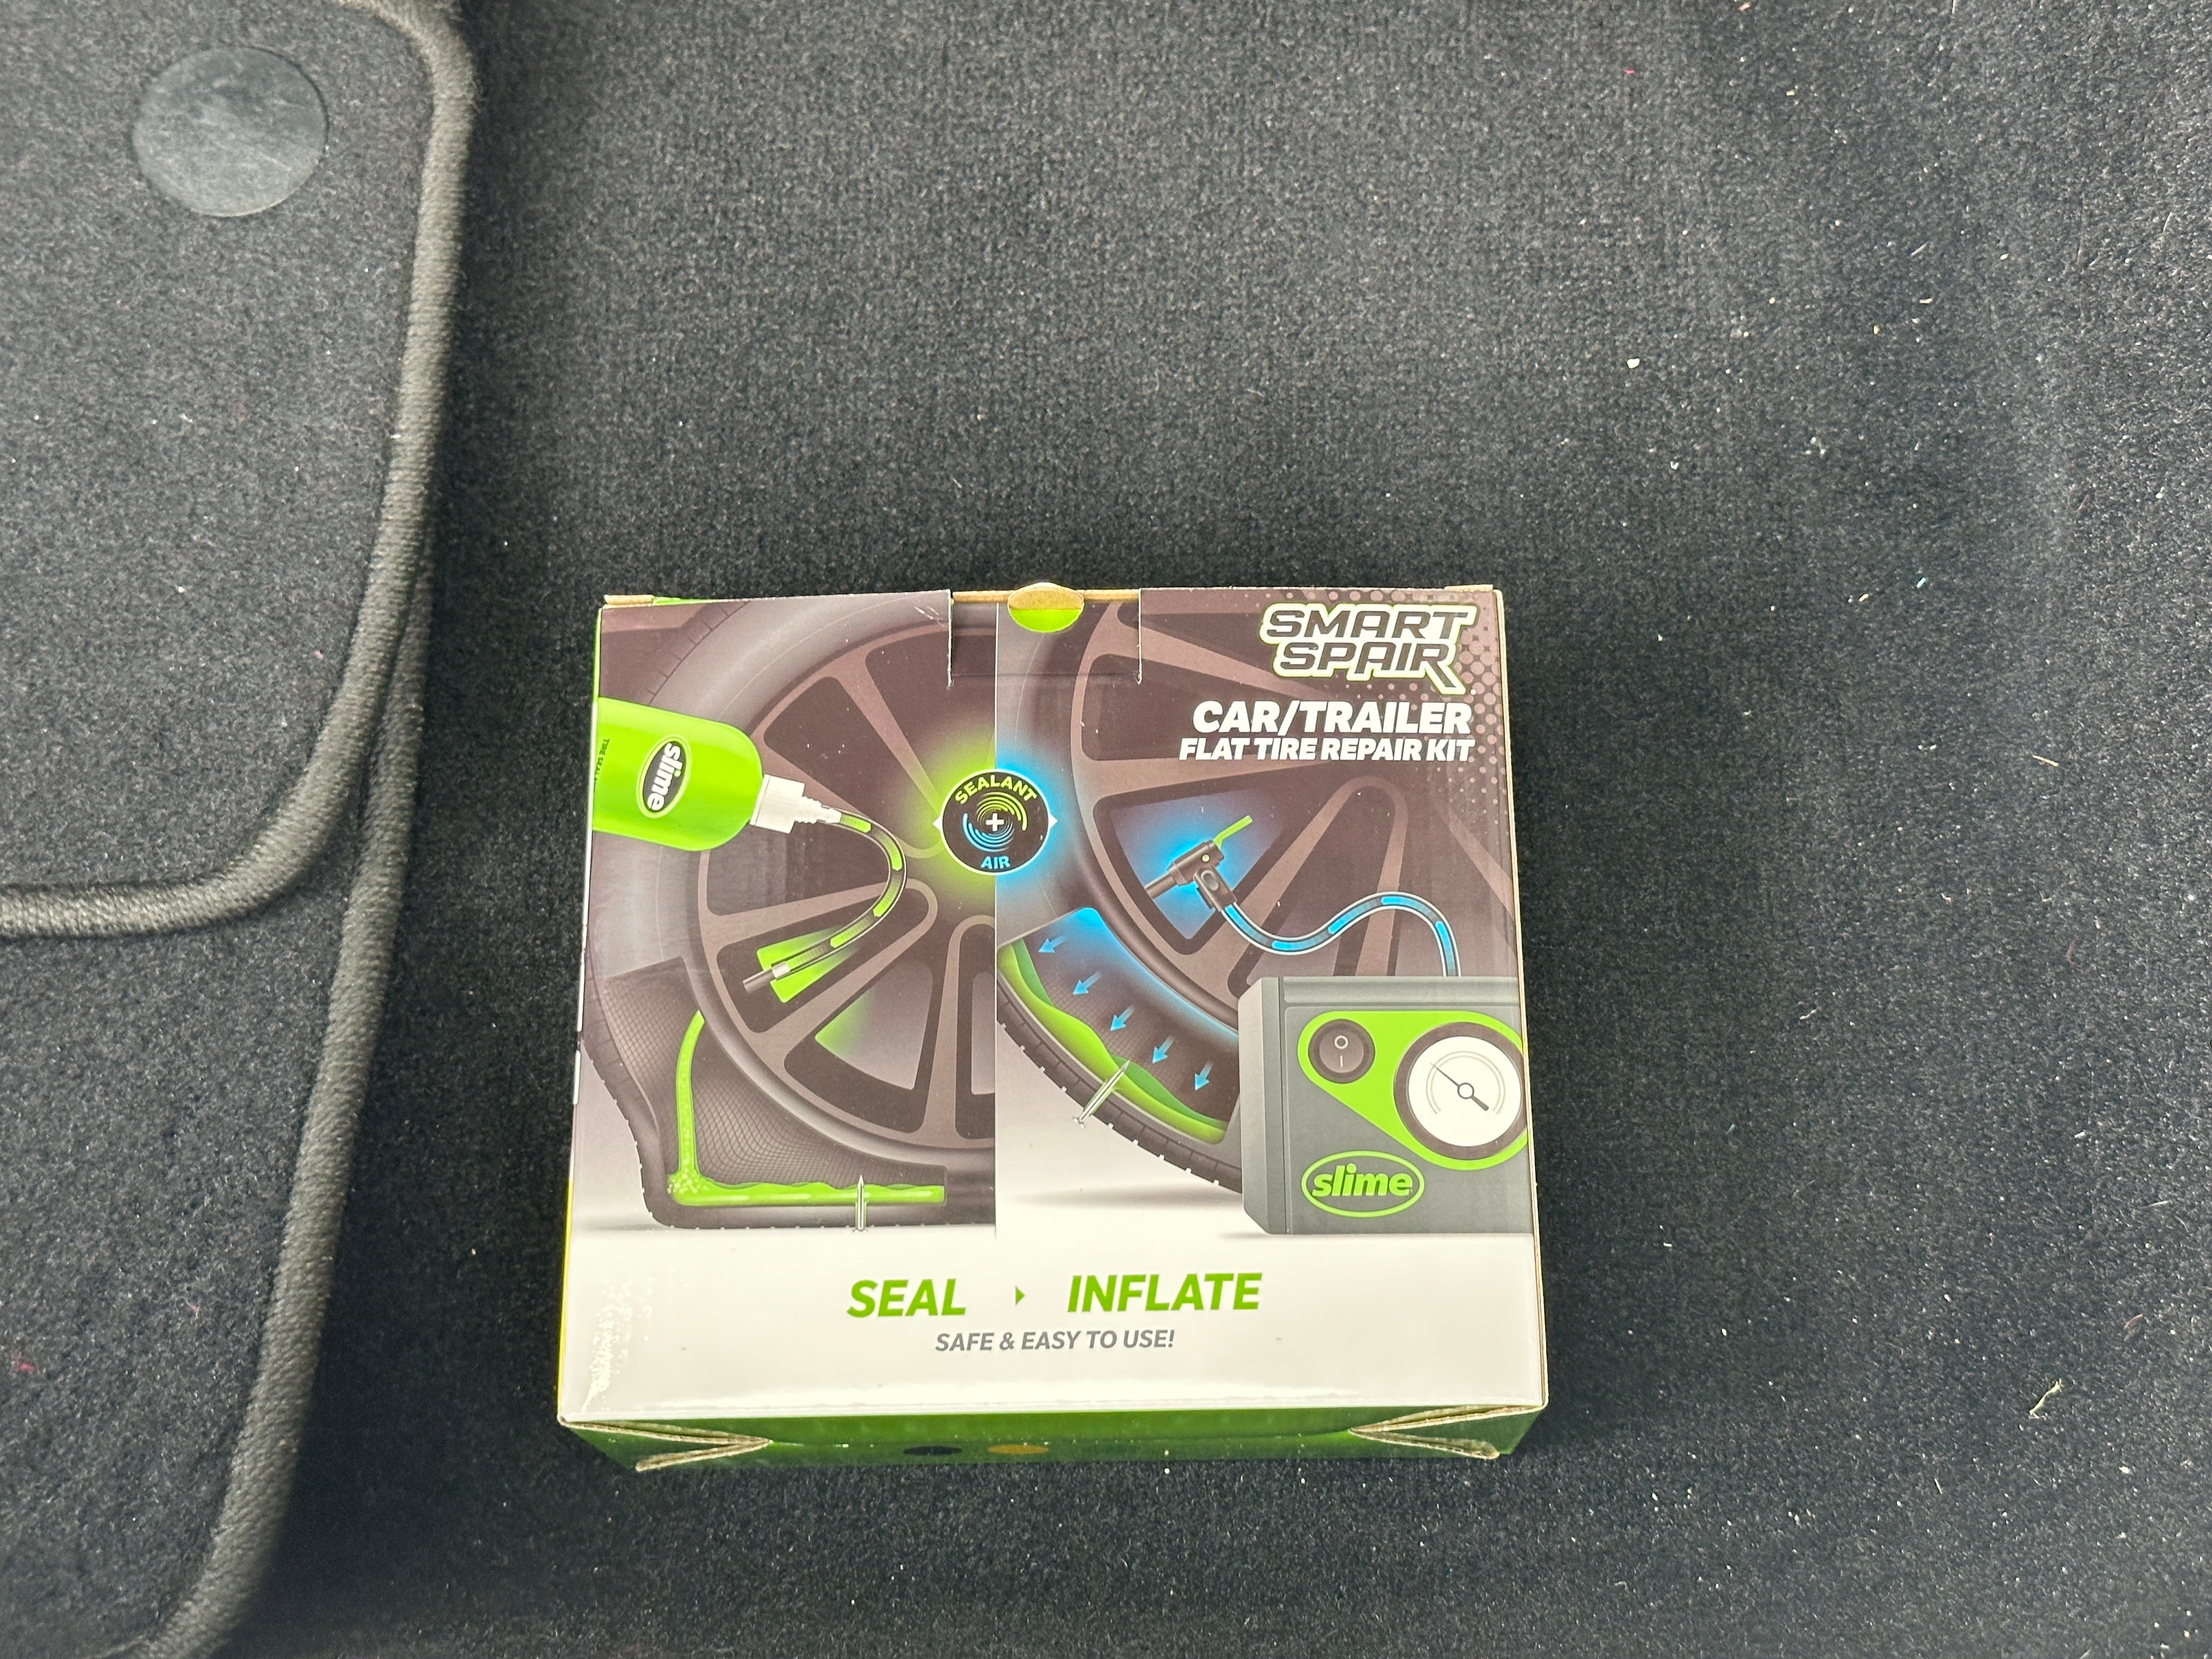 SMART
SPAIR
CAR/TRAILER
FLAT TIRE REPAIR KIT
slime
SEALANT
+
AIR
slime
SEAL INFLATE
SAFE & EASY TO USE!